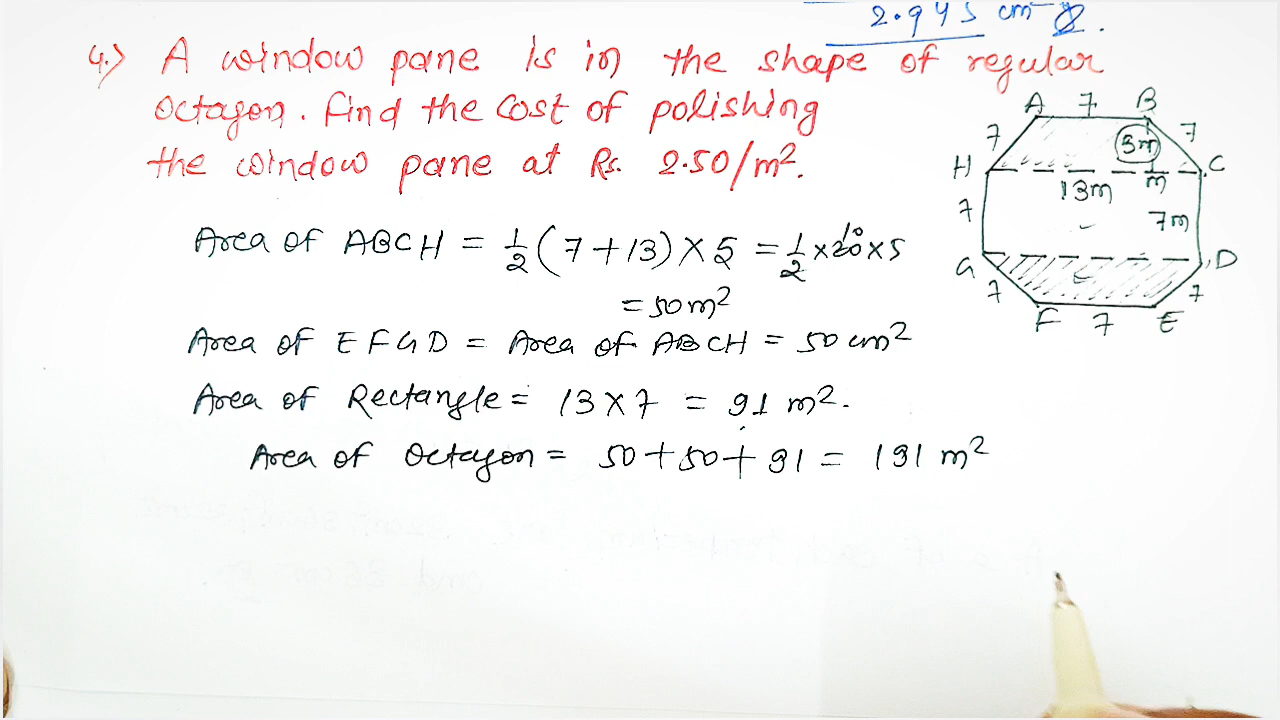 2.945 cm²
4.) A window pane is in the shape of regular
octagon. Find the cost of polishing
the window pane at Rs. 2.50/m².
A 7 B
7 7
5m
H C
13m m
7 7m
G D
7 7
F 7 E
Area of ABCH = 1/2 (7+13) × 5 = 1/2 × 20 10 × 5
= 50 m²
Area of EFGD = Area of ABCH = 50 cm²
Area of Rectangle = 13 × 7 = 91 m².
Area of Octagon = 50 + 50 + 91 = 191 m²